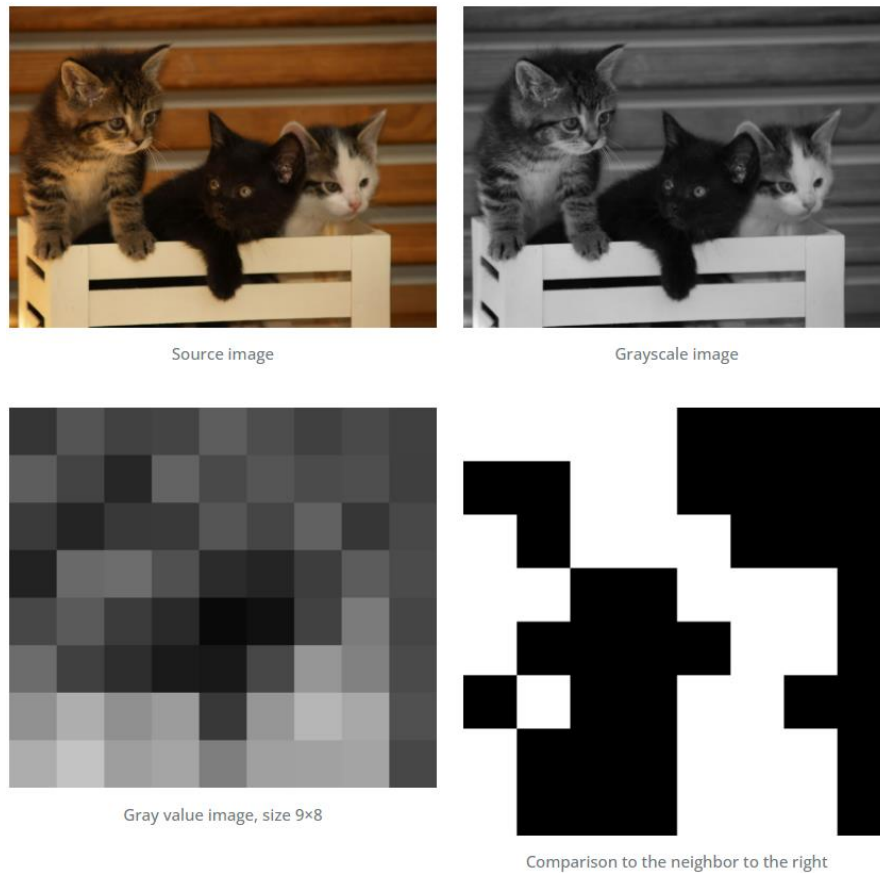 Source image
Grayscale image
Gray value image, size 9×8
Comparison to the neighbor to the right